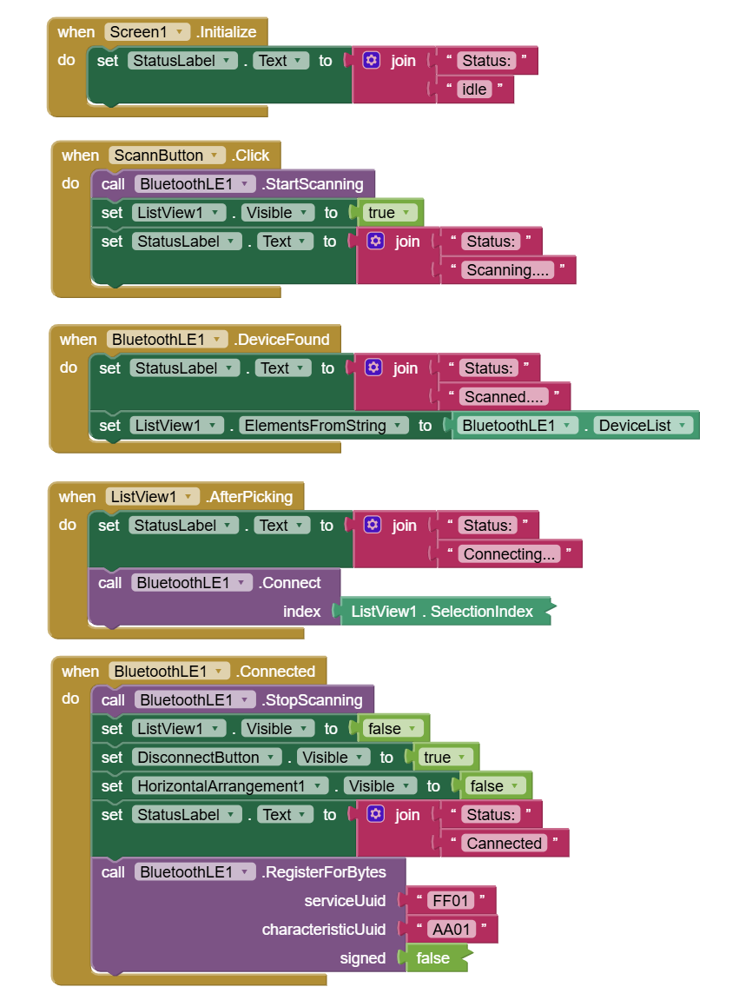 when Screen1 .Initialize
do set StatusLabel . Text to join “ Status: ”
“ idle ”
when ScannButton .Click
do call BluetoothLE1 .StartScanning
set ListView1 . Visible to true
set StatusLabel . Text to join “ Status: ”
“ Scanning.... ”
when BluetoothLE1 .DeviceFound
do set StatusLabel . Text to join “ Status: ”
“ Scanned.... ”
set ListView1 . ElementsFromString to BluetoothLE1 . DeviceList
when ListView1 .AfterPicking
do set StatusLabel . Text to join “ Status: ”
“ Connecting... ”
call BluetoothLE1 .Connect
index ListView1 . SelectionIndex
when BluetoothLE1 .Connected
do call BluetoothLE1 .StopScanning
set ListView1 . Visible to false
set DisconnectButton . Visible to true
set HorizontalArrangement1 . Visible to false
set StatusLabel . Text to join “ Status: ”
“ Cannected ”
call BluetoothLE1 .RegisterForBytes
serviceUuid “ FF01 ”
characteristicUuid “ AA01 ”
signed false